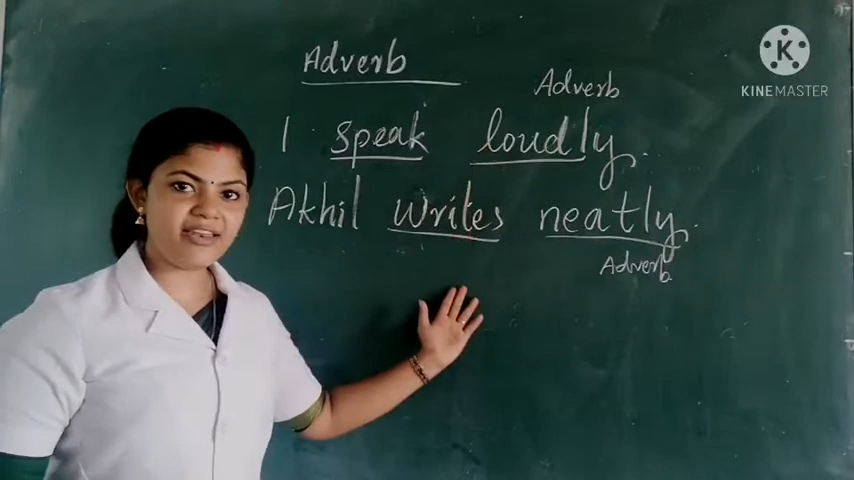 Adverb
Adverb
I speak loudly.
Akhil writes neatly.
Adverb
K
KINEMASTER